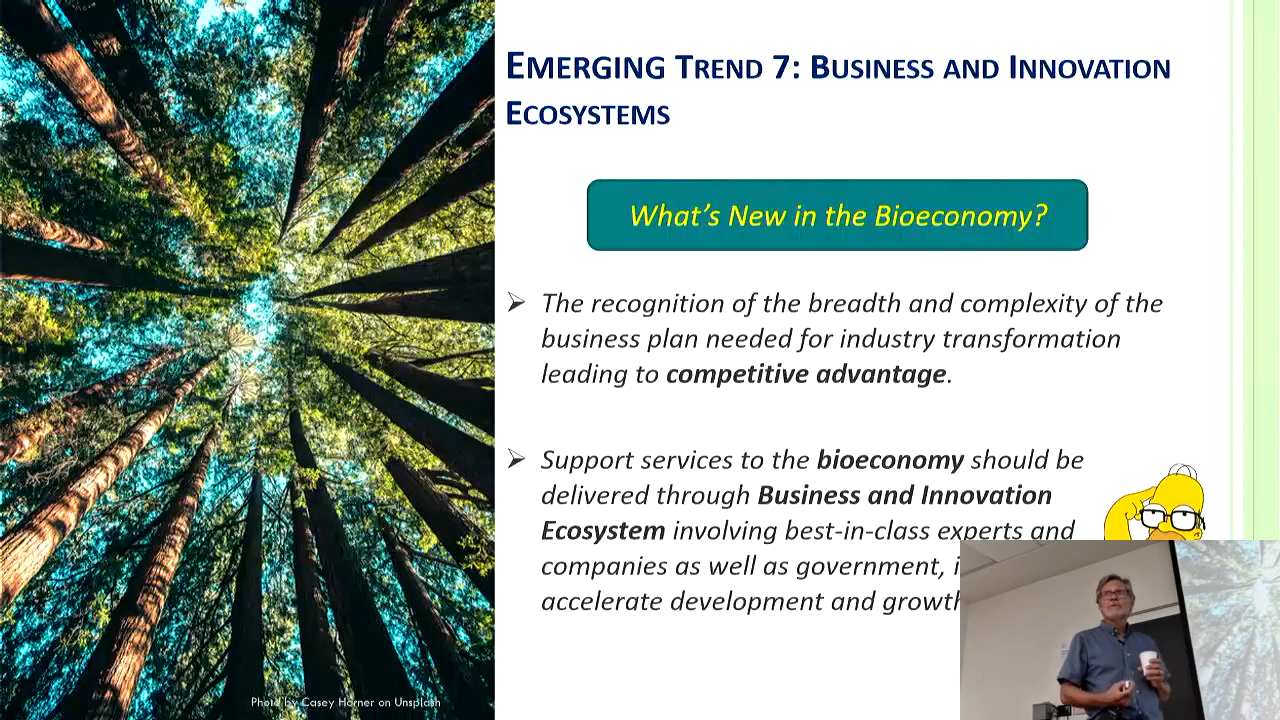 EMERGING TREND 7: BUSINESS AND INNOVATION
ECOSYSTEMS
What's New in the Bioeconomy?
➢ The recognition of the breadth and complexity of the
business plan needed for industry transformation
leading to competitive advantage.
➢ Support services to the bioeconomy should be
delivered through Business and Innovation
Ecosystem involving best-in-class experts and
companies as well as government,
accelerate development and
Photo by Casey Horner on Unsplash